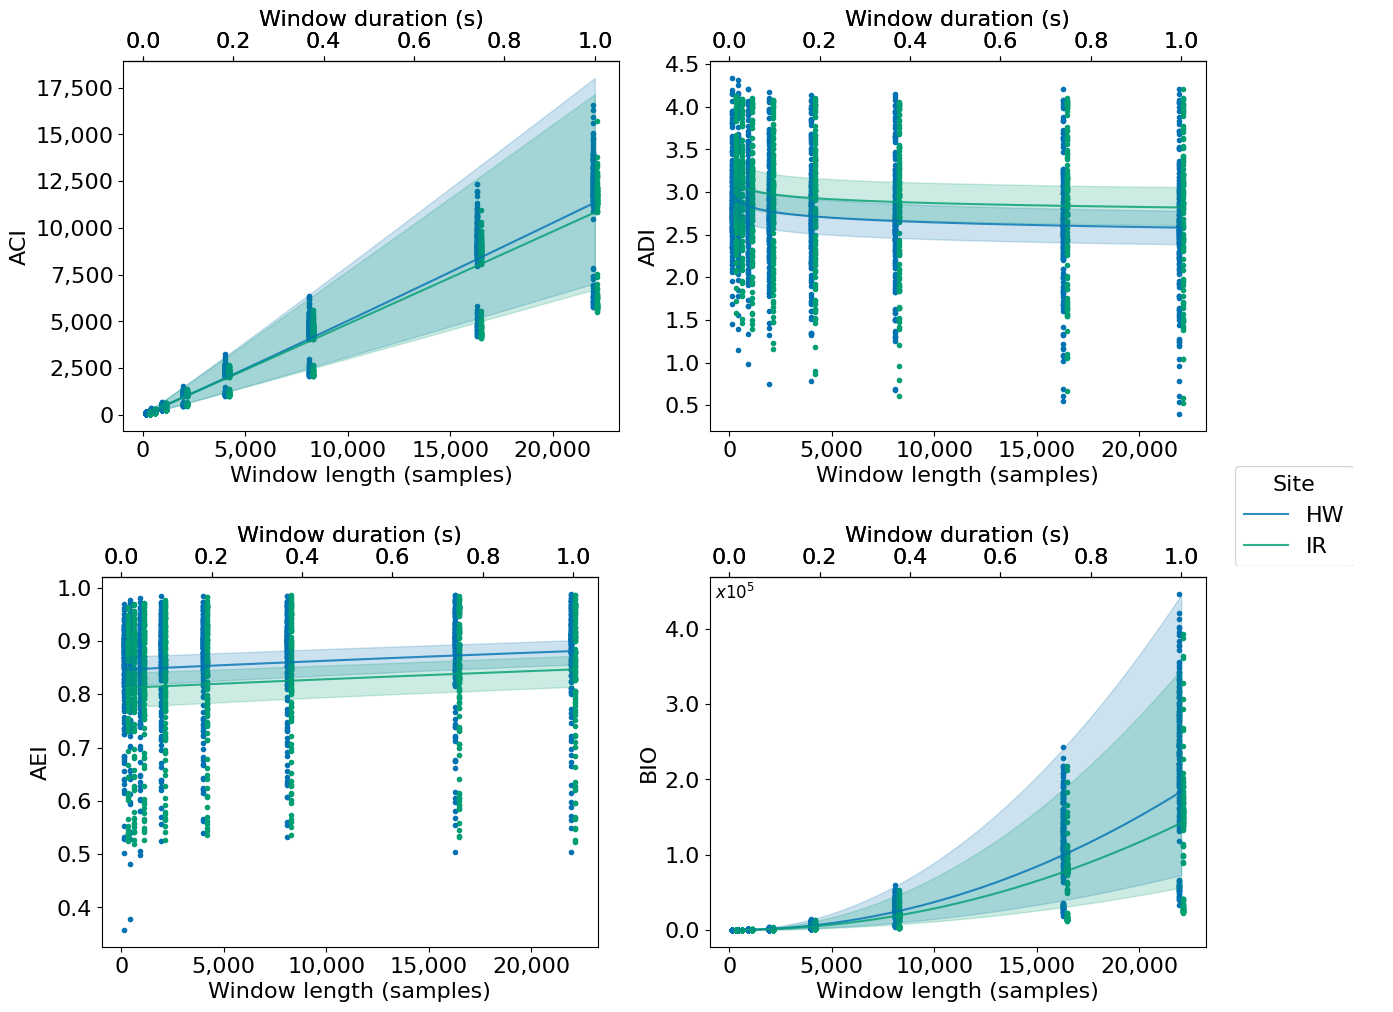 Window duration (s)
0.0 0.2 0.4 0.6 0.8 1.0
17,500
15,000
12,500
10,000
7,500
5,000
2,500
0
ACI
0 5,000 10,000 15,000 20,000
Window length (samples)
Window duration (s)
0.0 0.2 0.4 0.6 0.8 1.0
4.5
4.0
3.5
3.0
2.5
2.0
1.5
1.0
0.5
ADI
0 5,000 10,000 15,000 20,000
Window length (samples)
Site
HW
IR
Window duration (s)
0.0 0.2 0.4 0.6 0.8 1.0
1.0
0.9
0.8
0.7
0.6
0.5
0.4
AEI
0 5,000 10,000 15,000 20,000
Window length (samples)
Window duration (s)
0.0 0.2 0.4 0.6 0.8 1.0
x10⁵
4.0
3.0
2.0
1.0
0.0
BIO
0 5,000 10,000 15,000 20,000
Window length (samples)